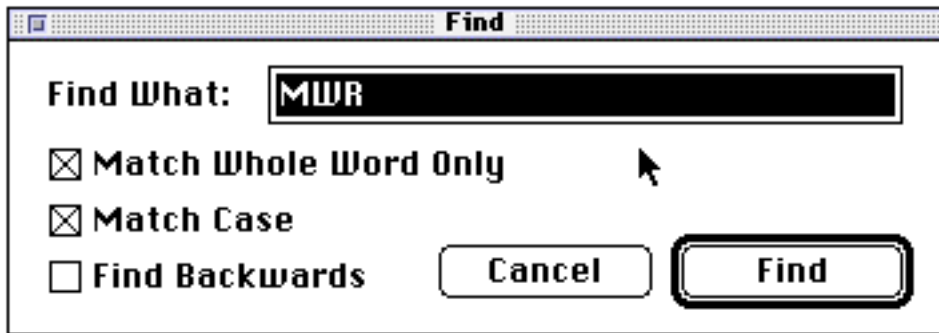 Find
Find What: MWR
Match Whole Word Only
Match Case
Find Backwards
Cancel
Find